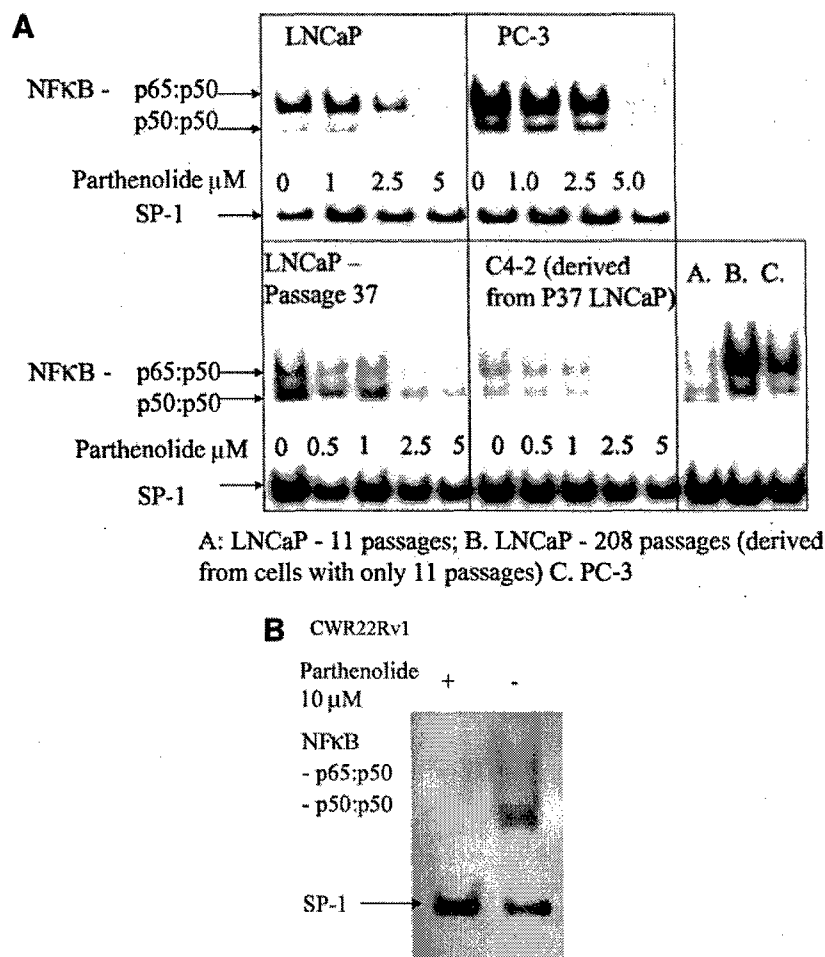 A
LNCaP
PC-3
NFκB - p65:p50
p50:p50
Parthenolide μM
0 1 2.5 5
0 1.0 2.5 5.0
SP-1
LNCaP –
Passage 37
C4-2 (derived
from P37 LNCaP)
A. B. C.
NFκB - p65:p50
p50:p50
Parthenolide μM
0 0.5 1 2.5 5
0 0.5 1 2.5 5
SP-1
A: LNCaP - 11 passages; B. LNCaP - 208 passages (derived
from cells with only 11 passages) C. PC-3
B CWR22Rv1
Parthenolide + -
10 μM
NFκB
- p65:p50
- p50:p50
SP-1